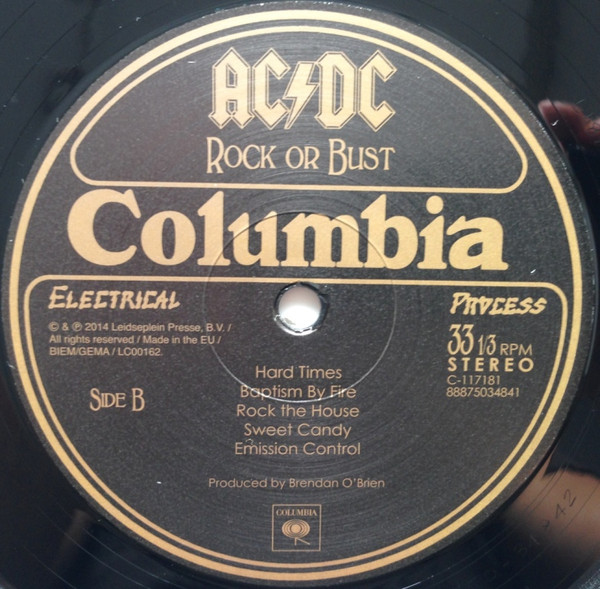 AC⚡DC
ROCK OR BUST
Columbia
ELECTRICAL
PROCESS
© & ℗ 2014 Leidseplein Presse, B.V. /
All rights reserved / Made in the EU /
BIEM/GEMA / LC00162.
33 1/3 RPM
STEREO
C-117181
88875034841
SIDE B
Hard Times
Baptism By Fire
Rock the House
Sweet Candy
Emission Control
Produced by Brendan O'Brien
COLUMBIA